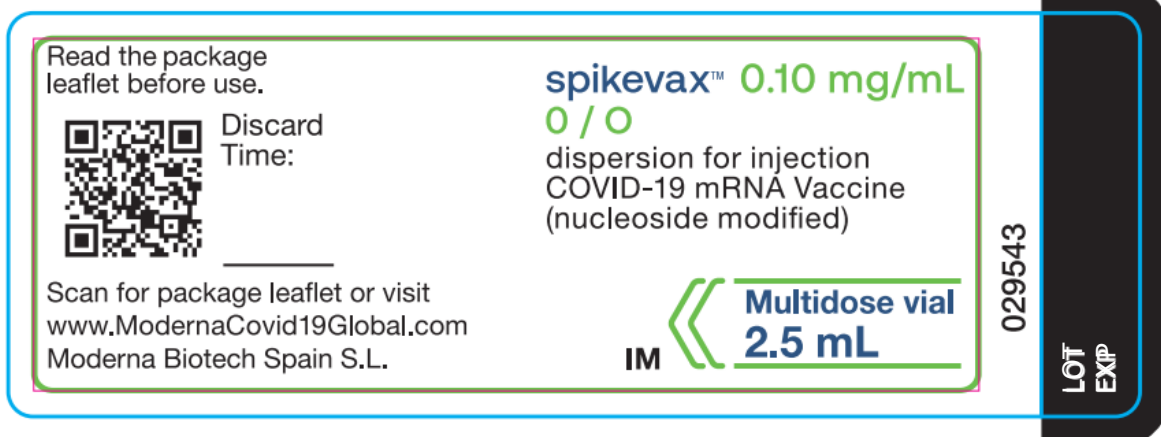 Read the package
leaflet before use.
Discard
Time:
Scan for package leaflet or visit
www.ModernaCovid19Global.com
Moderna Biotech Spain S.L.
spikevax™ 0.10 mg/mL
0 / O
dispersion for injection
COVID-19 mRNA Vaccine
(nucleoside modified)
IM
Multidose vial
2.5 mL
029543
LOT
EXP